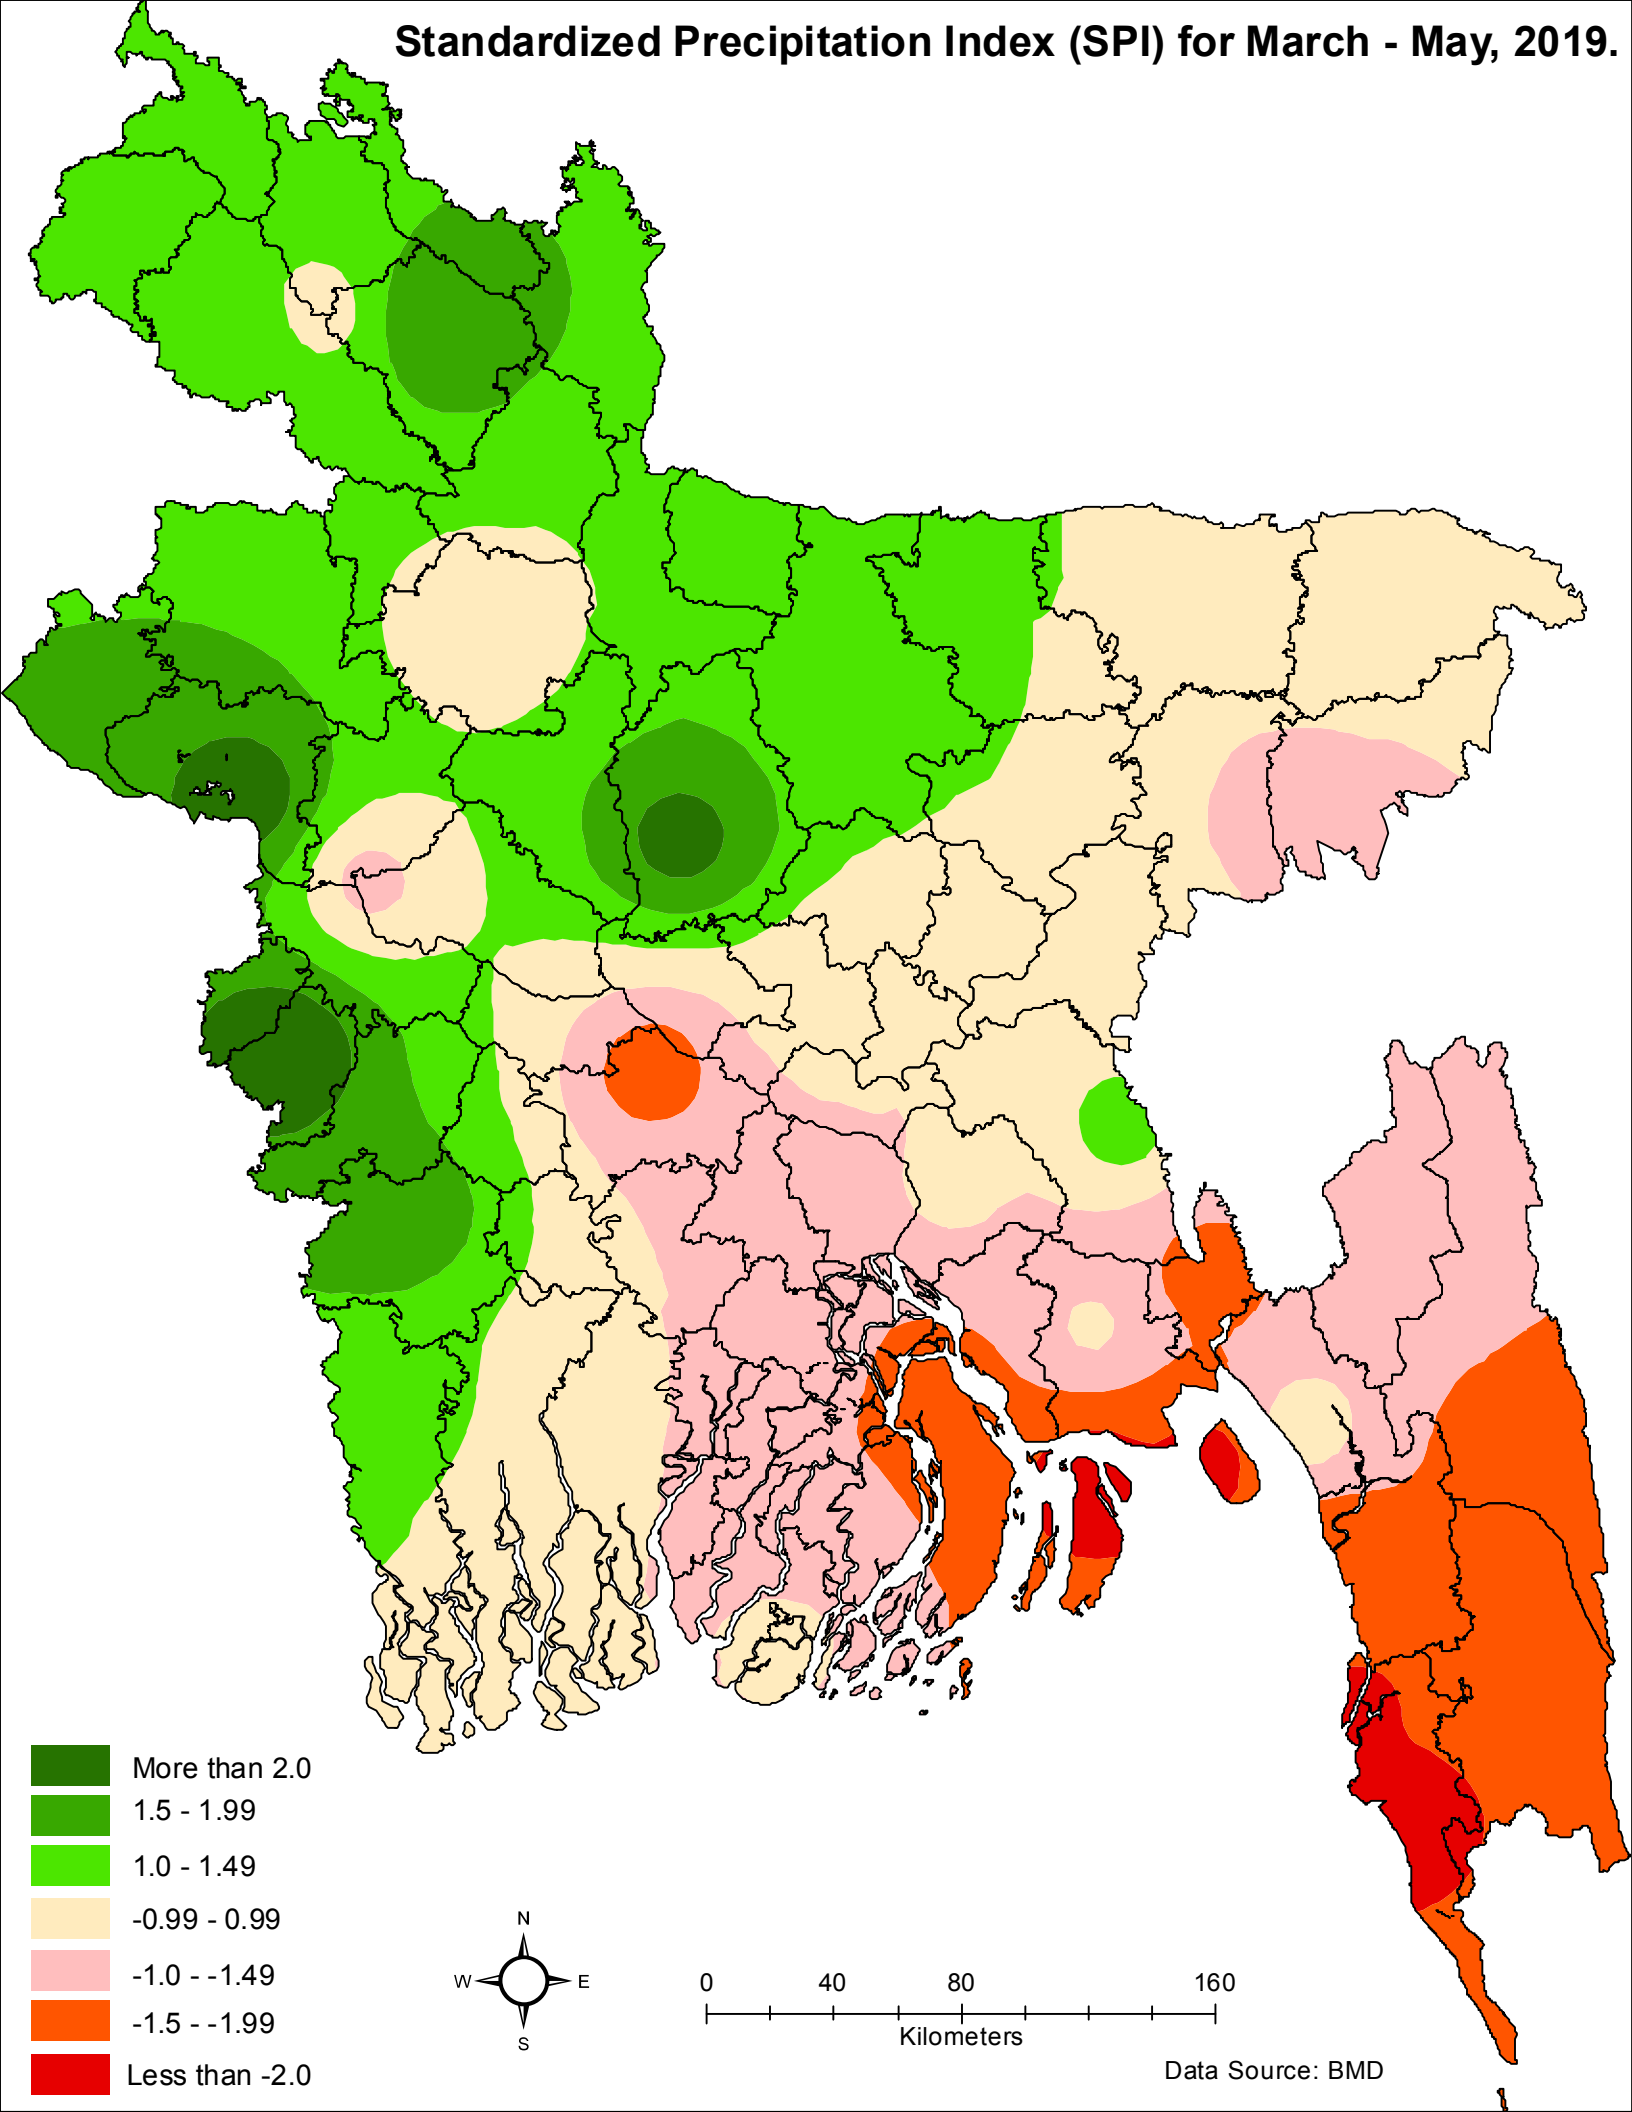 Standardized Precipitation Index (SPI) for March - May, 2019.
More than 2.0
1.5 - 1.99
1.0 - 1.49
-0.99 - 0.99
-1.0 - -1.49
-1.5 - -1.99
Less than -2.0
N
W E
S
0 40 80 160
Kilometers
Data Source: BMD